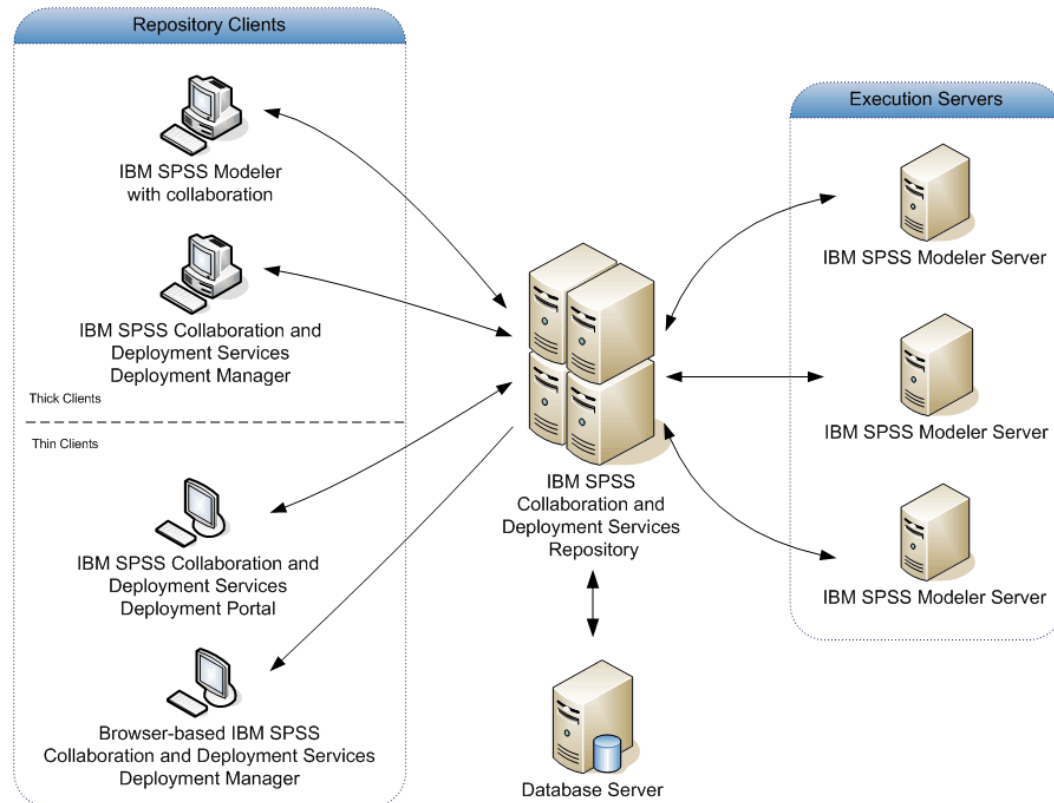 Repository Clients
IBM SPSS Modeler
with collaboration
IBM SPSS Collaboration and
Deployment Services
Deployment Manager
Thick Clients
Thin Clients
IBM SPSS Collaboration and
Deployment Services
Deployment Portal
Browser-based IBM SPSS
Collaboration and Deployment Services
Deployment Manager
IBM SPSS
Collaboration and
Deployment Services
Repository
Database Server
Execution Servers
IBM SPSS Modeler Server
IBM SPSS Modeler Server
IBM SPSS Modeler Server